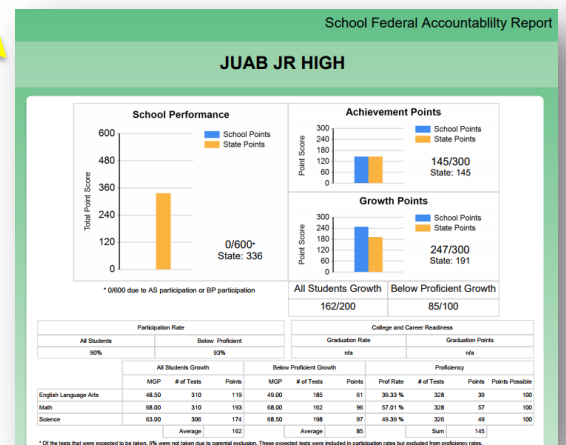 School Federal Accountablilty Report
JUAB JR HIGH
School Performance
600
480
360
240
120
0
Total Point Score
School Points
State Points
0/600*
State: 336
* 0/600 due to AS participation or BP participation
Achievement Points
300
240
180
120
60
0
Point Score
School Points
State Points
145/300
State: 145
Growth Points
300
240
180
120
60
0
Point Score
School Points
State Points
247/300
State: 191
All Students Growth Below Proficient Growth
162/200 85/100
Participation Rate College and Career Readiness
All Students Below Proficient Graduation Rate Graduation Points
90% 93% n/a n/a
All Students Growth Below Proficient Growth Proficiency
MGP # of Tests Points MGP # of Tests Points Prof Rate # of Tests Points Points Possible
English Language Arts 48.50 310 119 49.00 185 61 39.33 % 328 39 100
Math 68.00 310 193 68.00 162 96 57.01 % 328 57 100
Science 63.00 306 174 68.50 198 97 49.39 % 326 49 100
Average 162 Average 85 Sum 145
* Of the tests that were expected to be taken, 9% were not taken due to parental exclusion. These expected tests were included in participation rates but excluded from proficiency rates.